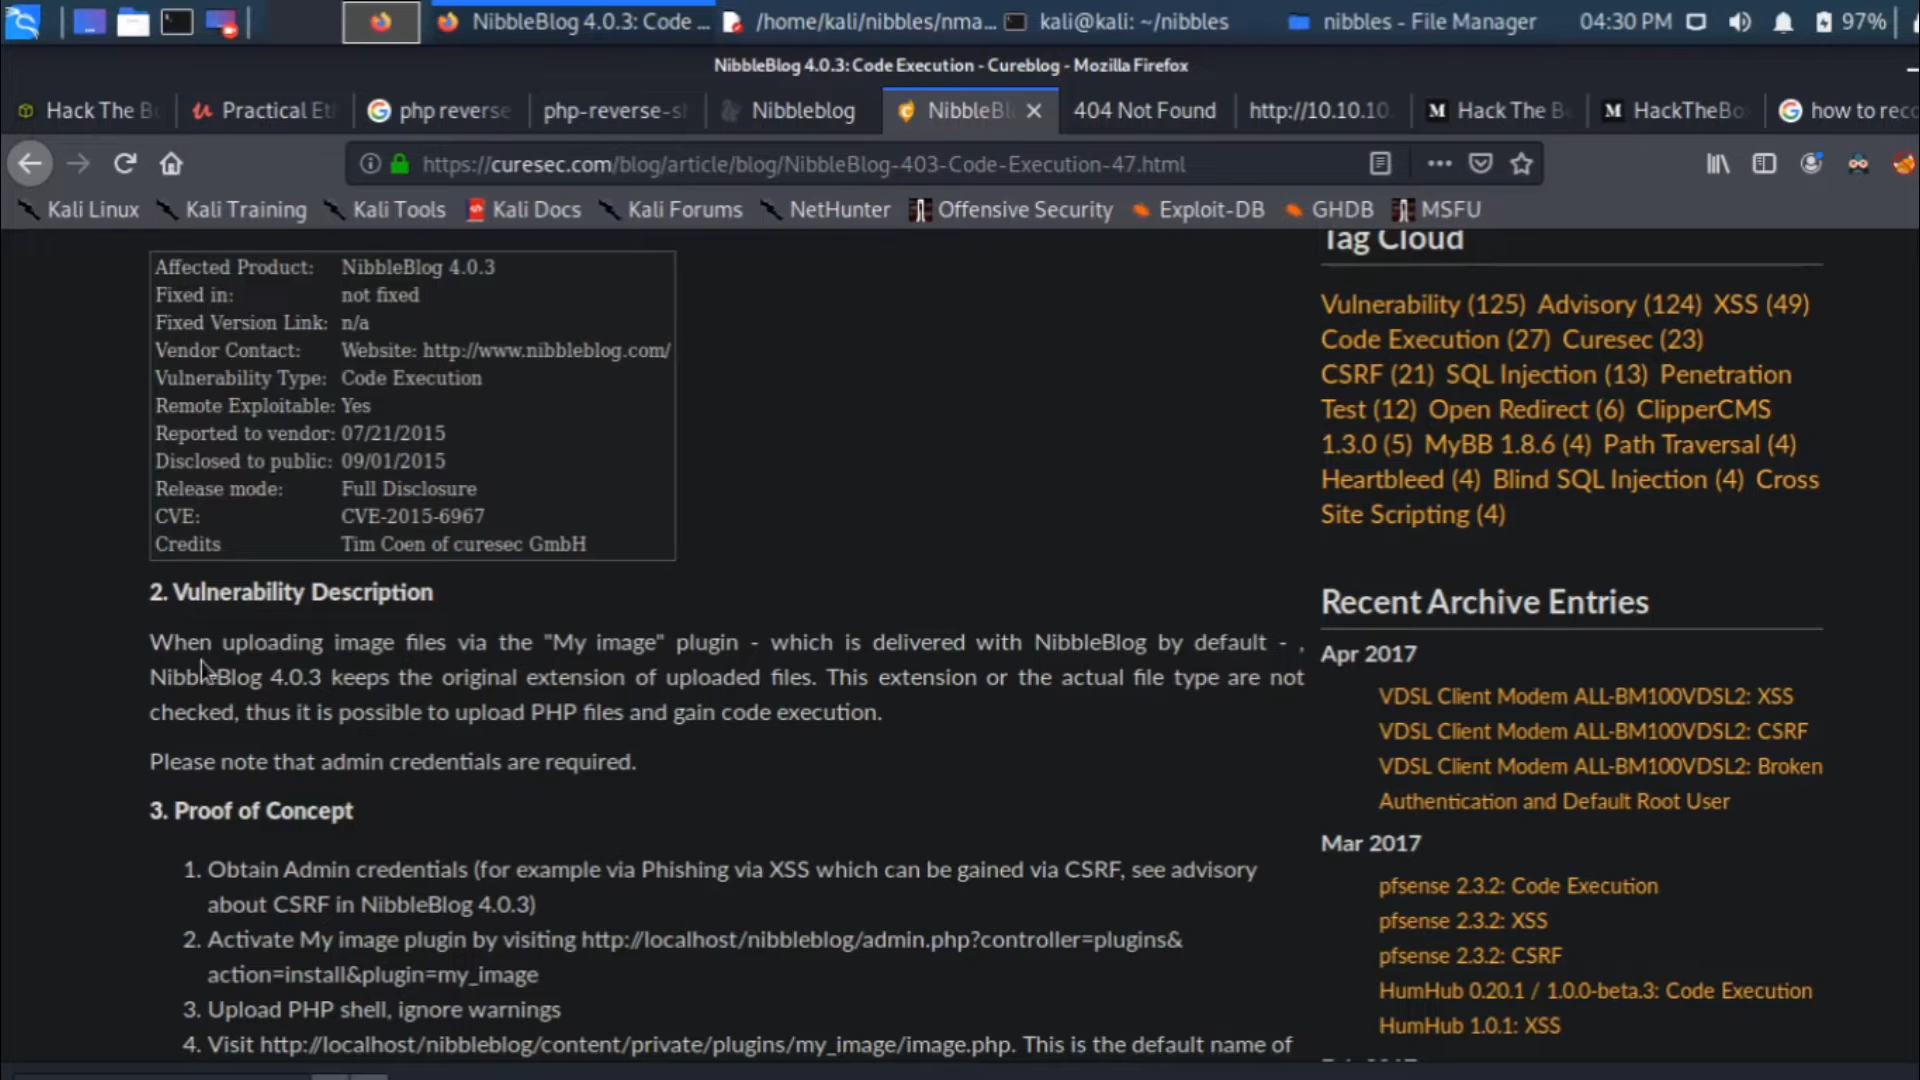 NibbleBlog 4.0.3: Code ...
/home/kali/nibbles/nma...
kali@kali: ~/nibbles
nibbles - File Manager
04:30 PM
97%
NibbleBlog 4.0.3: Code Execution - Cureblog - Mozilla Firefox
Hack The B
Practical Et
php reverse
php-reverse-s
Nibbleblog
NibbleBl
404 Not Found
http://10.10.10.
Hack The B
HackTheBo
how to reco
https://curesec.com/blog/article/blog/NibbleBlog-403-Code-Execution-47.html
Kali Linux
Kali Training
Kali Tools
Kali Docs
Kali Forums
NetHunter
Offensive Security
Exploit-DB
GHDB
MSFU
Affected Product: NibbleBlog 4.0.3
Fixed in: not fixed
Fixed Version Link: n/a
Vendor Contact: Website: http://www.nibbleblog.com/
Vulnerability Type: Code Execution
Remote Exploitable: Yes
Reported to vendor: 07/21/2015
Disclosed to public: 09/01/2015
Release mode: Full Disclosure
CVE: CVE-2015-6967
Credits Tim Coen of curesec GmbH
2. Vulnerability Description
When uploading image files via the "My image" plugin - which is delivered with NibbleBlog by default - ,
NibbleBlog 4.0.3 keeps the original extension of uploaded files. This extension or the actual file type are not
checked, thus it is possible to upload PHP files and gain code execution.
Please note that admin credentials are required.
3. Proof of Concept
1. Obtain Admin credentials (for example via Phishing via XSS which can be gained via CSRF, see advisory
about CSRF in NibbleBlog 4.0.3)
2. Activate My image plugin by visiting http://localhost/nibbleblog/admin.php?controller=plugins&
action=install&plugin=my_image
3. Upload PHP shell, ignore warnings
4. Visit http://localhost/nibbleblog/content/private/plugins/my_image/image.php. This is the default name of
Tag Cloud
Vulnerability (125) Advisory (124) XSS (49)
Code Execution (27) Curesec (23)
CSRF (21) SQL Injection (13) Penetration
Test (12) Open Redirect (6) ClipperCMS
1.3.0 (5) MyBB 1.8.6 (4) Path Traversal (4)
Heartbleed (4) Blind SQL Injection (4) Cross
Site Scripting (4)
Recent Archive Entries
Apr 2017
VDSL Client Modem ALL-BM100VDSL2: XSS
VDSL Client Modem ALL-BM100VDSL2: CSRF
VDSL Client Modem ALL-BM100VDSL2: Broken
Authentication and Default Root User
Mar 2017
pfsense 2.3.2: Code Execution
pfsense 2.3.2: XSS
pfsense 2.3.2: CSRF
HumHub 0.20.1 / 1.0.0-beta.3: Code Execution
HumHub 1.0.1: XSS